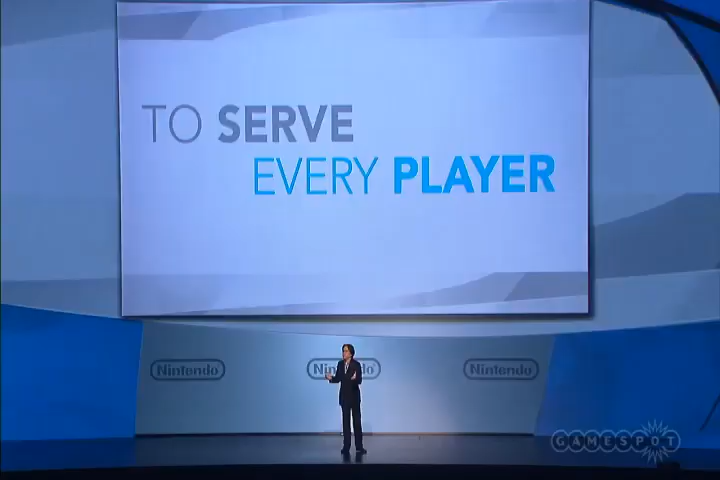 TO SERVE
EVERY PLAYER
Nintendo
Nintendo
Nintendo
GAMESPOT